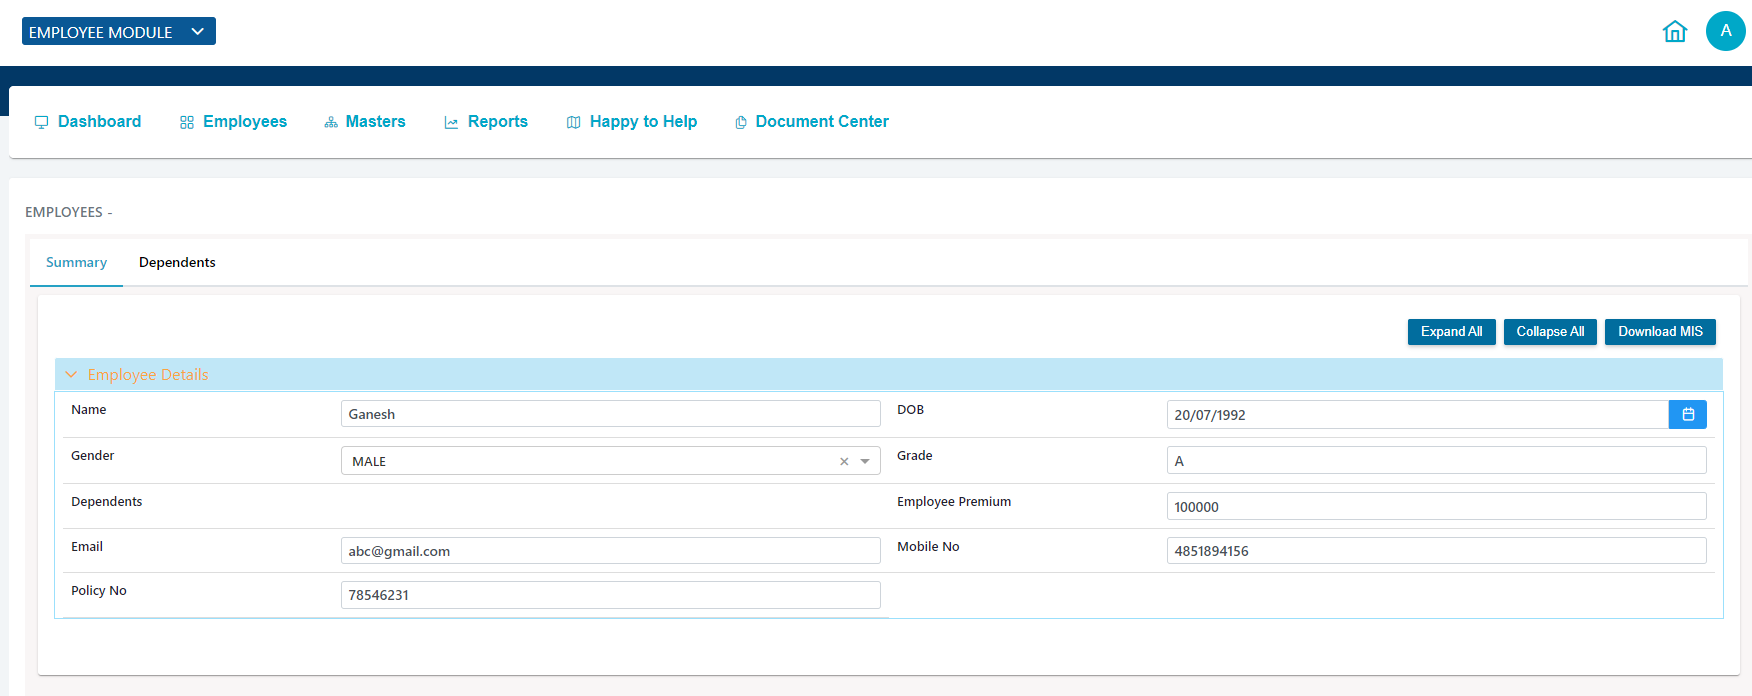 EMPLOYEE MODULE
A
Dashboard Employees Masters Reports Happy to Help Document Center
EMPLOYEES -
Summary Dependents
Expand All Collapse All Download MIS
Employee Details
Name Ganesh DOB 20/07/1992
Gender MALE Grade A
Dependents Employee Premium 100000
Email abc@gmail.com Mobile No 4851894156
Policy No 78546231